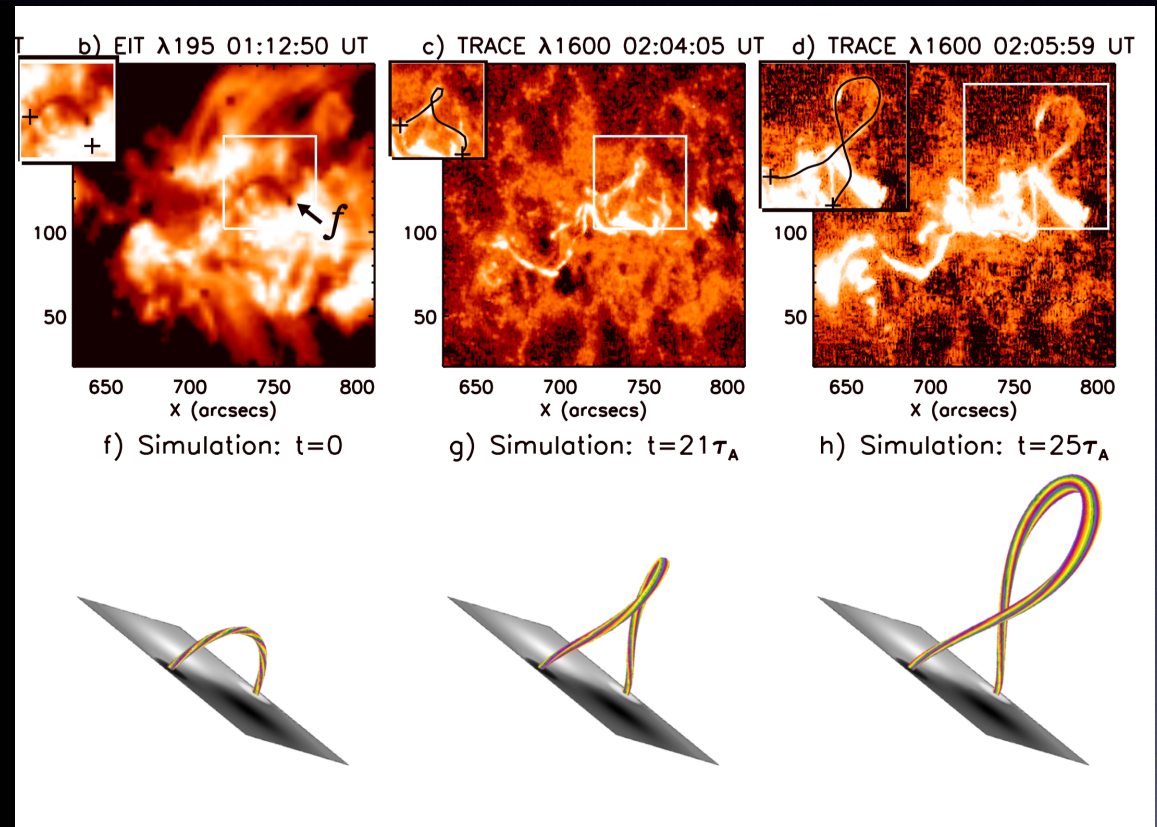 T b) EIT λ195 01:12:50 UT c) TRACE λ1600 02:04:05 UT d) TRACE λ1600 02:05:59 UT
f
100 100 100
50 50 50
650 700 750 800 650 700 750 800 650 700 750 800
X (arcsecs) X (arcsecs) X (arcsecs)
f) Simulation: t=0 g) Simulation: t=21τA h) Simulation: t=25τA